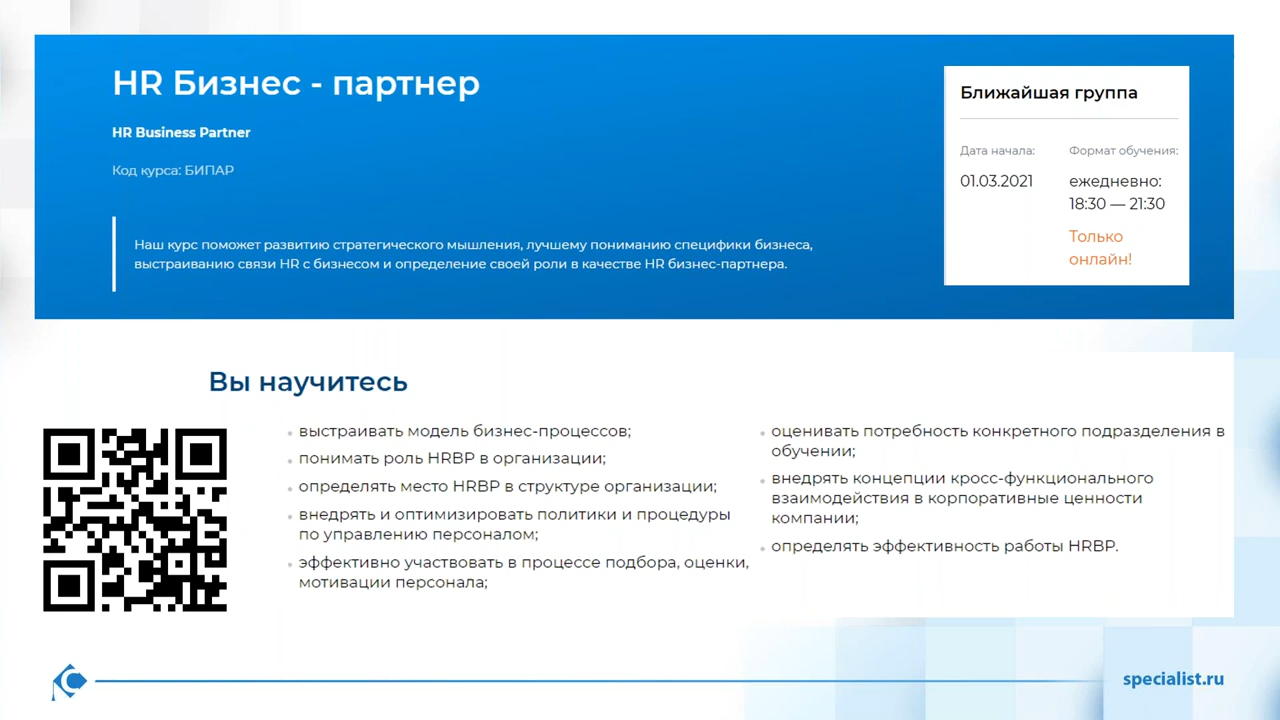 HR Бизнес - партнер
HR Business Partner
Код курса: БИПАР
Наш курс поможет развитию стратегического мышления, лучшему пониманию специфики бизнеса,
выстраиванию связи HR с бизнесом и определение своей роли в качестве HR бизнес-партнера.
Ближайшая группа
Дата начала:
01.03.2021
Формат обучения:
ежедневно:
18:30 — 21:30
Только
онлайн!
Вы научитесь
выстраивать модель бизнес-процессов;
понимать роль HRBP в организации;
определять место HRBP в структуре организации;
внедрять и оптимизировать политики и процедуры
по управлению персоналом;
эффективно участвовать в процессе подбора, оценки,
мотивации персонала;
оценивать потребность конкретного подразделения в
обучении;
внедрять концепции кросс-функционального
взаимодействия в корпоративные ценности
компании;
определять эффективность работы HRBP.
specialist.ru